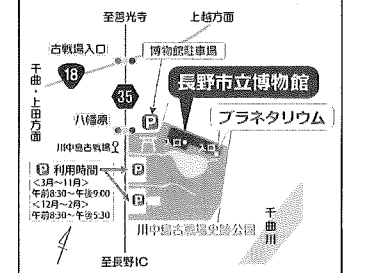 至善光寺
上越方面
古戦場入口
博物館駐車場
18
千曲・上田方面
35
長野市立博物館
P
プラネタリウム
八幡原
川中島古戦場
入口
入口
P 利用時間
P
<3月～11月>
午前8:30～午後9:00
<12月～2月>
午前8:30～午後5:30
P
川中島古戦場史跡公園
千曲川
至長野IC